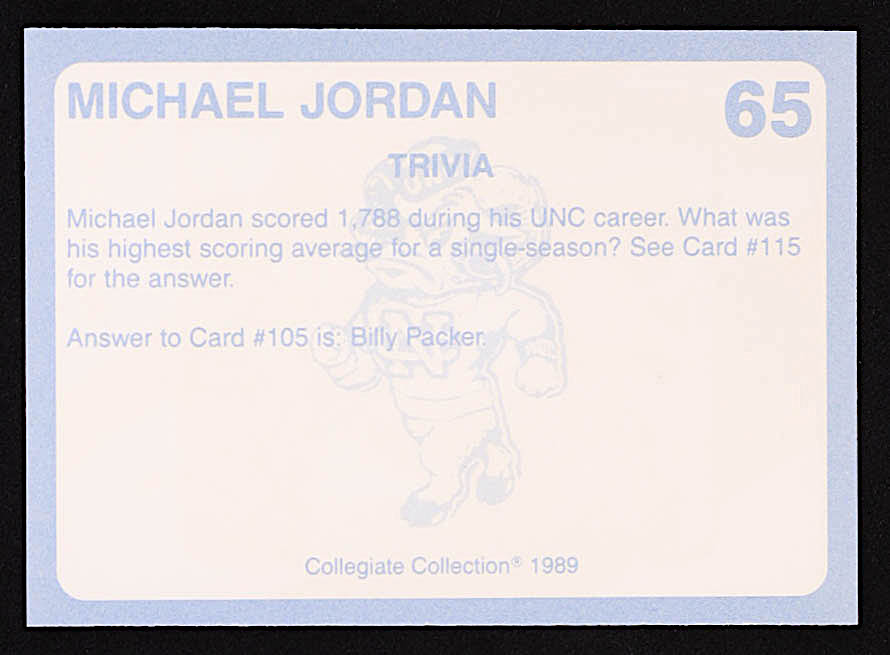 MICHAEL JORDAN
65
TRIVIA
Michael Jordan scored 1,788 during his UNC career. What was
his highest scoring average for a single-season? See Card #115
for the answer.
Answer to Card #105 is: Billy Packer.
Collegiate Collection® 1989